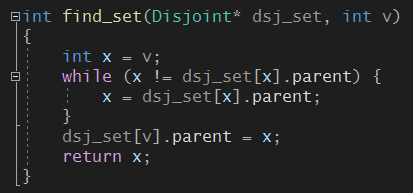 int find_set(Disjoint* dsj_set, int v)
{
    int x = v;
    while (x != dsj_set[x].parent) {
        x = dsj_set[x].parent;
    }
    dsj_set[v].parent = x;
    return x;
}